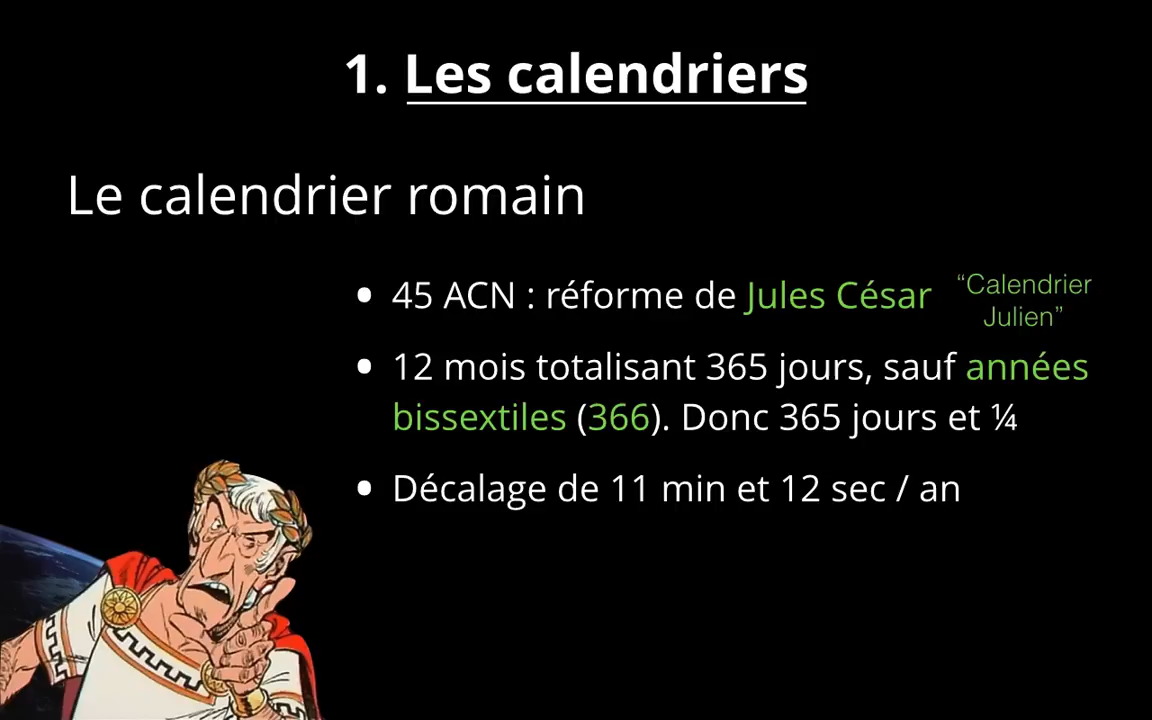 1. Les calendriers
Le calendrier romain
• 45 ACN : réforme de Jules César
“Calendrier
Julien”
• 12 mois totalisant 365 jours, sauf années
bissextiles (366). Donc 365 jours et ¼
• Décalage de 11 min et 12 sec / an